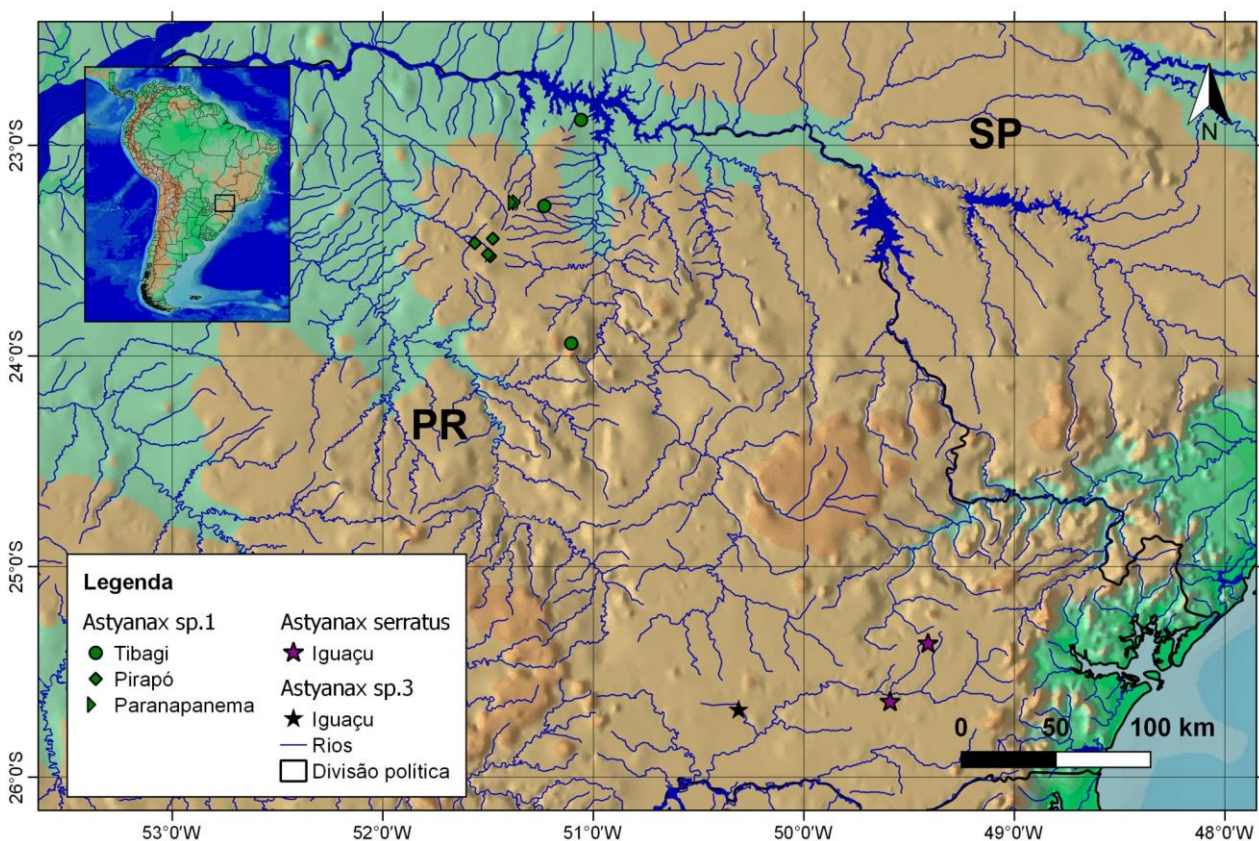 SP
N
PR
23°0'S
24°0'S
25°0'S
26°0'S
Legenda
Astyanax sp.1
Tibagi
Pirapó
Paranapanema
Astyanax serratus
Iguaçu
Astyanax sp.3
Iguaçu
Rios
Divisão política
0 50 100 km
53°0'W 52°0'W 51°0'W 50°0'W 49°0'W 48°0'W